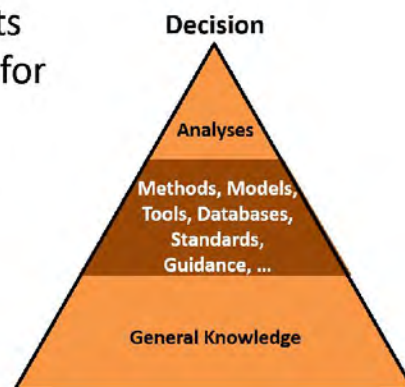 ts
for
Decision
Analyses
Methods, Models,
Tools, Databases,
Standards,
Guidance, ...
General Knowledge